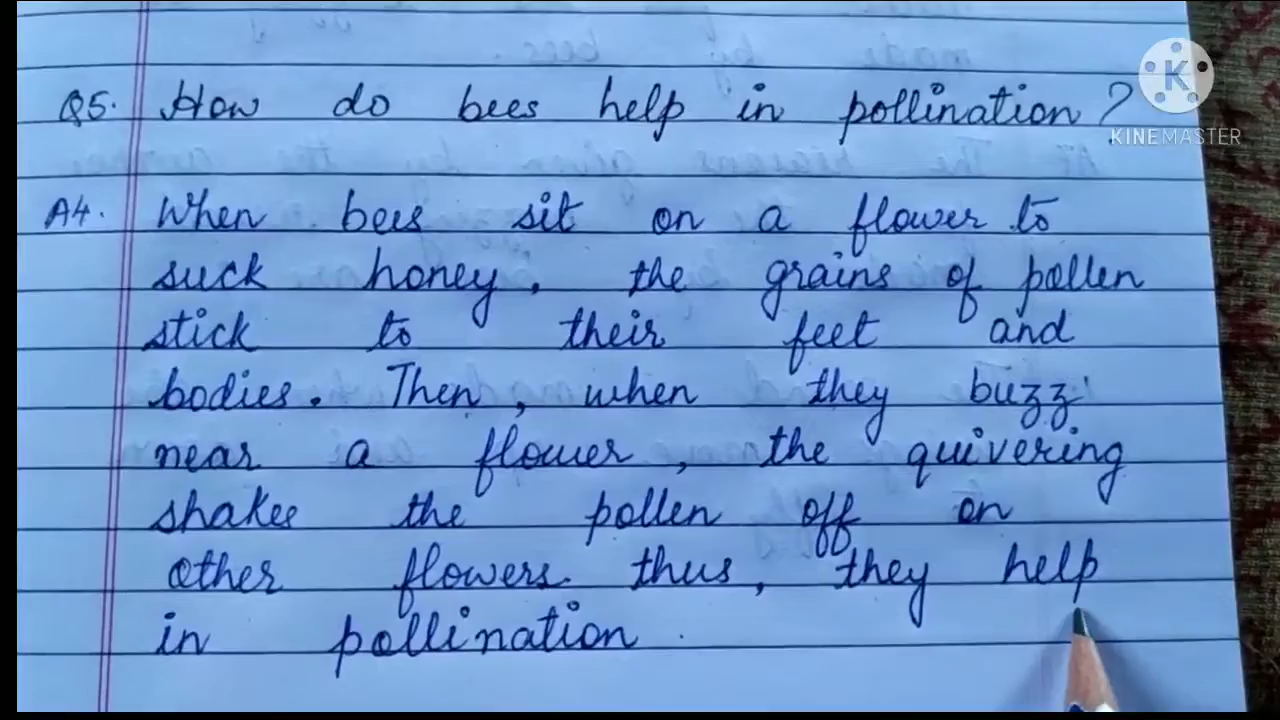 Q5. How do bees help in pollination?
A4. When bees sit on a flower to
suck honey, the grains of pollen
stick to their feet and
bodies. Then, when they buzz
near a flower, the quivering
shakes the pollen off on
other flowers. thus, they help
in pollination.
K
KINEMASTER